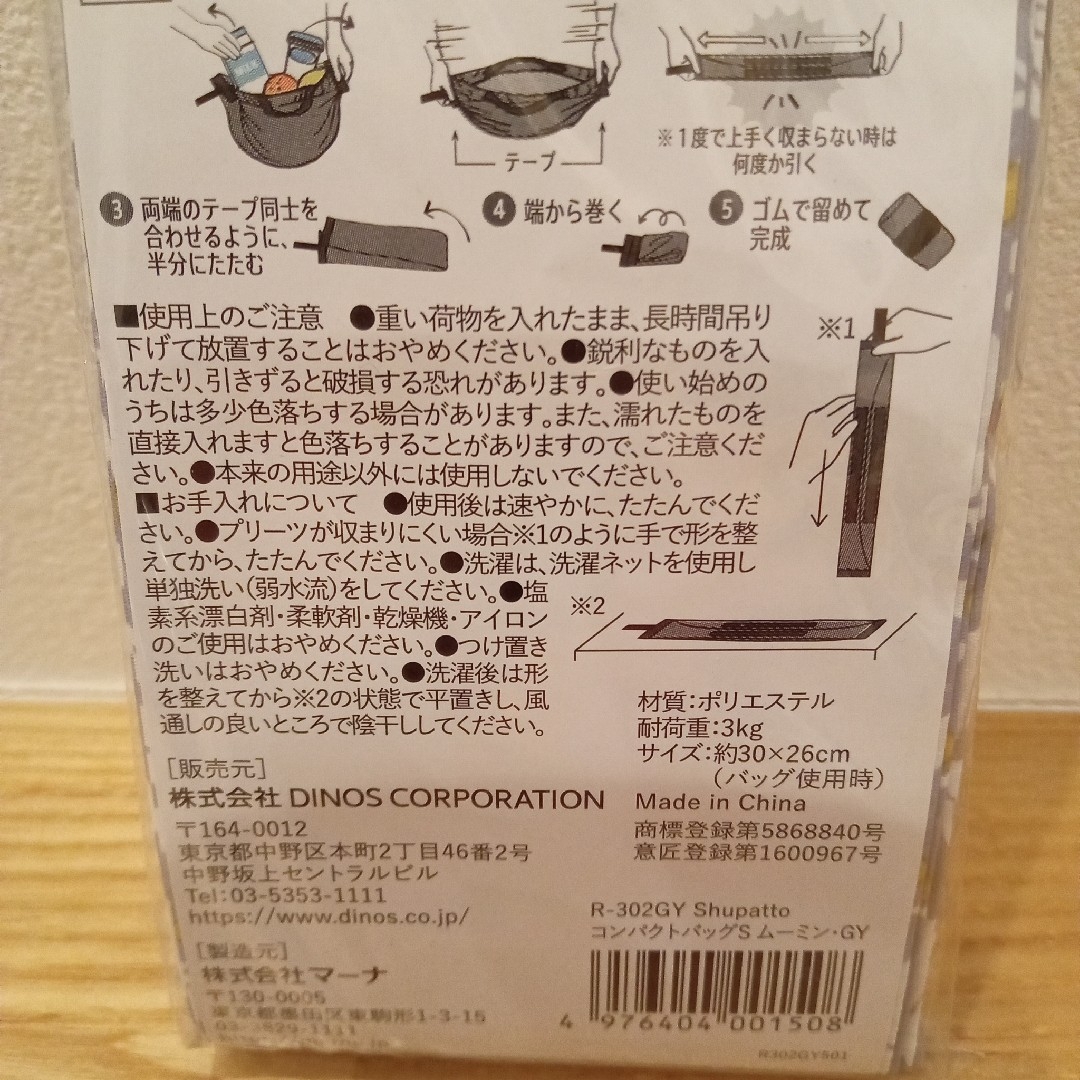 テープ
※1度で上手く収まらない時は
何度か引く
3 両端のテープ同士を
合わせるように、
半分にたたむ
4 端から巻く
5 ゴムで留めて
完成
■使用上のご注意 ●重い荷物を入れたまま、長時間吊り
下げて放置することはおやめください。●鋭利なものを入
れたり、引きずると破損する恐れがあります。●使い始めの
うちは多少色落ちする場合があります。また、濡れたものを
直接入れますと色落ちすることがありますので、ご注意くだ
さい。●本来の用途以外には使用しないでください。
■お手入れについて ●使用後は速やかに、たたんでくだ
さい。●プリーツが収まりにくい場合※1のように手で形を整
えてから、たたんでください。●洗濯は、洗濯ネットを使用し
単独洗い(弱水流)をしてください。●塩
素系漂白剤・柔軟剤・乾燥機・アイロン
のご使用はおやめください。●つけ置き
洗いはおやめください。●洗濯後は形
を整えてから※2の状態で平置きし、風
通しの良いところで陰干ししてください。
※1
※2
材質:ポリエステル
耐荷重:3kg
サイズ:約30×26cm
(バッグ使用時)
Made in China
商標登録第5868840号
意匠登録第1600967号
[販売元]
株式会社 DINOS CORPORATION
〒164-0012
東京都中野区本町2丁目46番2号
中野坂上セントラルビル
Tel:03-5353-1111
https://www.dinos.co.jp/
[製造元]
株式会社マーナ
〒130-0005
東京都墨田区東駒形1-3-15
03-3829-1111
R-302GY Shupatto
コンパクトバッグS ムーミン・GY
4 976404 001508
R302GYS01